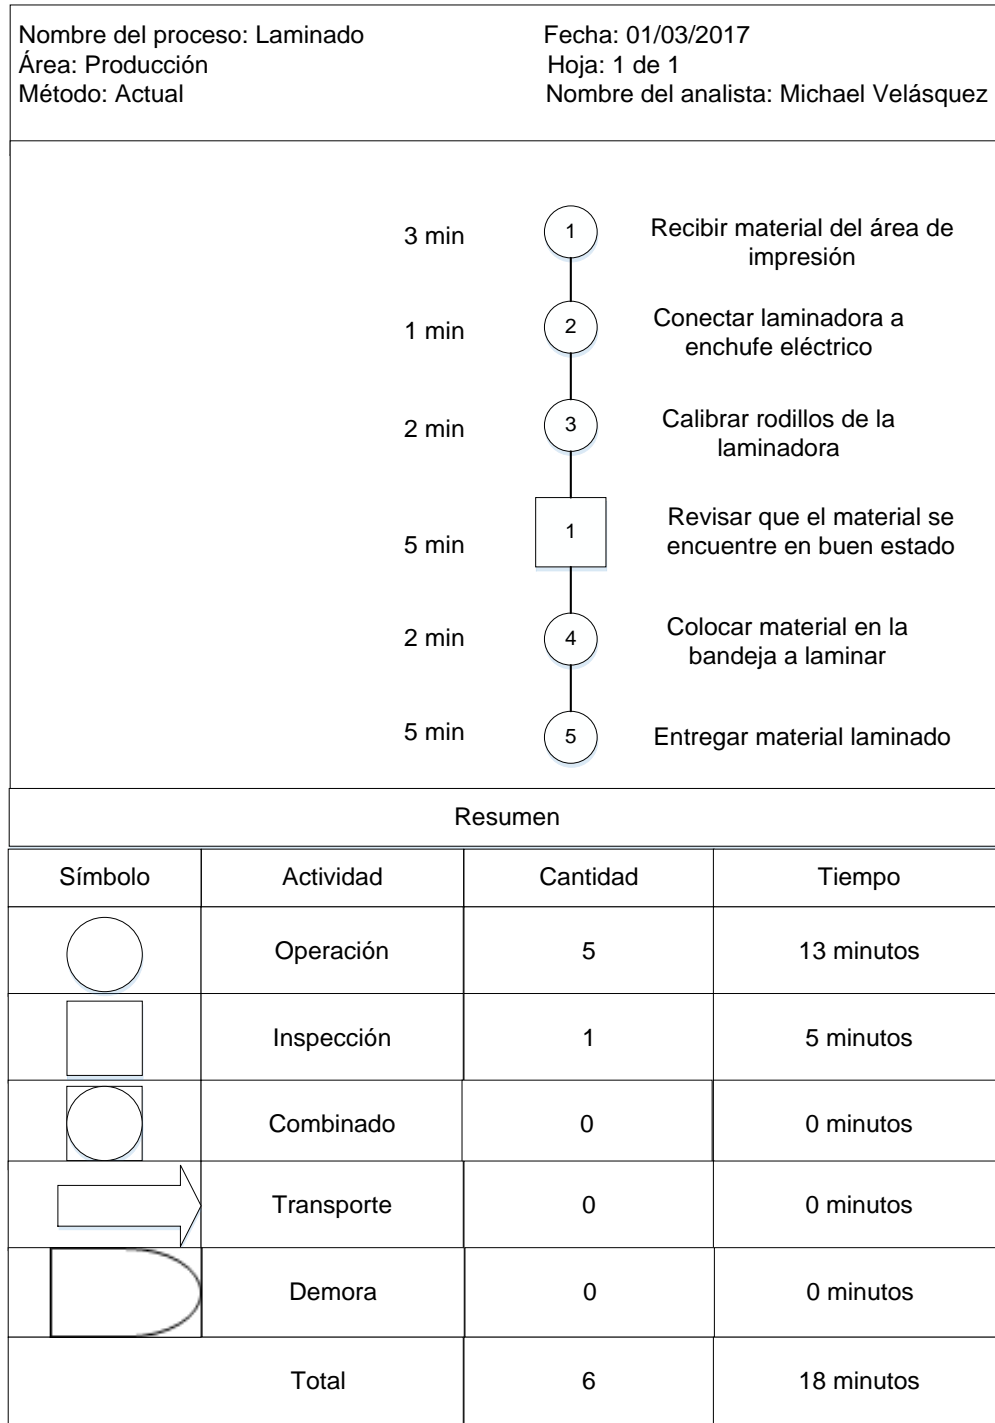 Nombre del proceso: Laminado Fecha: 01/03/2017
Área: Producción Hoja: 1 de 1
Método: Actual Nombre del analista: Michael Velásquez
3 min 1 Recibir material del área de
impresión
1 min 2 Conectar laminadora a
enchufe eléctrico
2 min 3 Calibrar rodillos de la
laminadora
5 min 1 Revisar que el material se
encuentre en buen estado
2 min 4 Colocar material en la
bandeja a laminar
5 min 5 Entregar material laminado
Resumen
Símbolo Actividad Cantidad Tiempo
Operación 5 13 minutos
Inspección 1 5 minutos
Combinado 0 0 minutos
Transporte 0 0 minutos
Demora 0 0 minutos
Total 6 18 minutos